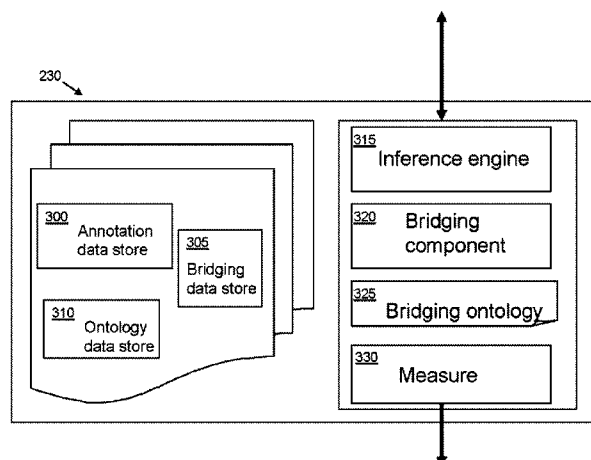 230
300
Annotation
data store
305
Bridging
data store
310
Ontology
data store
315
Inference engine
320
Bridging
component
325
Bridging ontology
330
Measure